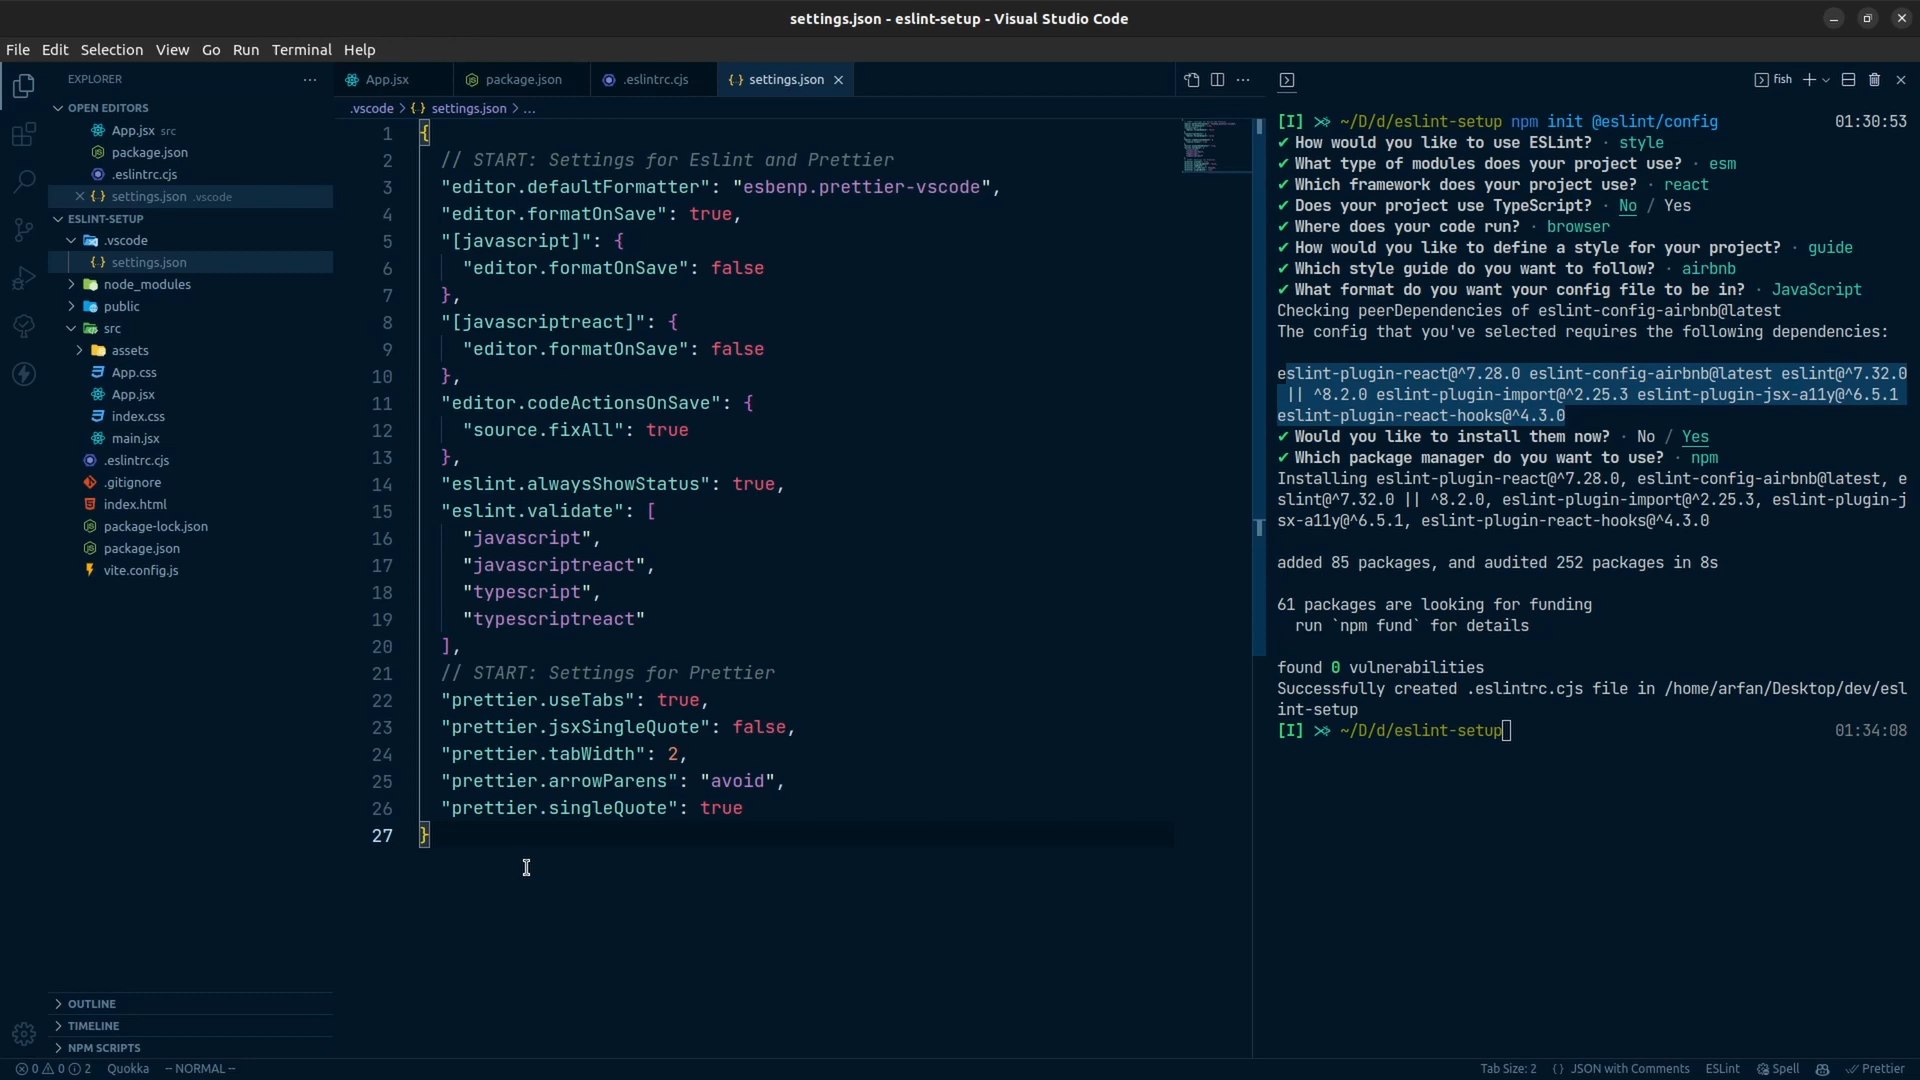 settings.json - eslint-setup - Visual Studio Code
File Edit Selection View Go Run Terminal Help
EXPLORER
OPEN EDITORS
App.jsx src
package.json
.eslintrc.cjs
settings.json .vscode
ESLINT-SETUP
.vscode
settings.json
node_modules
public
src
assets
App.css
App.jsx
index.css
main.jsx
.eslintrc.cjs
.gitignore
index.html
package-lock.json
package.json
vite.config.js
OUTLINE
TIMELINE
NPM SCRIPTS
App.jsx package.json .eslintrc.cjs {} settings.json
.vscode > {} settings.json > ...
1 {
2 // START: Settings for Eslint and Prettier
3 "editor.defaultFormatter": "esbenp.prettier-vscode",
4 "editor.formatOnSave": true,
5 "[javascript]": {
6 "editor.formatOnSave": false
7 },
8 "[javascriptreact]": {
9 "editor.formatOnSave": false
10 },
11 "editor.codeActionsOnSave": {
12 "source.fixAll": true
13 },
14 "eslint.alwaysShowStatus": true,
15 "eslint.validate": [
16 "javascript",
17 "javascriptreact",
18 "typescript",
19 "typescriptreact"
20 ],
21 // START: Settings for Prettier
22 "prettier.useTabs": true,
23 "prettier.jsxSingleQuote": false,
24 "prettier.tabWidth": 2,
25 "prettier.arrowParens": "avoid",
26 "prettier.singleQuote": true
27 }
fish
[I] ⋊> ~/D/d/eslint-setup npm init @eslint/config 01:30:53
✔ How would you like to use ESLint? · style
✔ What type of modules does your project use? · esm
✔ Which framework does your project use? · react
✔ Does your project use TypeScript? · No / Yes
✔ Where does your code run? · browser
✔ How would you like to define a style for your project? · guide
✔ Which style guide do you want to follow? · airbnb
✔ What format do you want your config file to be in? · JavaScript
Checking peerDependencies of eslint-config-airbnb@latest
The config that you've selected requires the following dependencies:
eslint-plugin-react@^7.28.0 eslint-config-airbnb@latest eslint@^7.32.0
|| ^8.2.0 eslint-plugin-import@^2.25.3 eslint-plugin-jsx-a11y@^6.5.1
eslint-plugin-react-hooks@^4.3.0
✔ Would you like to install them now? · No / Yes
✔ Which package manager do you want to use? · npm
Installing eslint-plugin-react@^7.28.0, eslint-config-airbnb@latest, e
slint@^7.32.0 || ^8.2.0, eslint-plugin-import@^2.25.3, eslint-plugin-j
sx-a11y@^6.5.1, eslint-plugin-react-hooks@^4.3.0
added 85 packages, and audited 252 packages in 8s
61 packages are looking for funding
run `npm fund` for details
found 0 vulnerabilities
Successfully created .eslintrc.cjs file in /home/arfan/Desktop/dev/esl
int-setup
[I] ⋊> ~/D/d/eslint-setup 01:34:08
0 0 2 Quokka -- NORMAL -- Tab Size: 2 {} JSON with Comments ESLint Spell Prettier